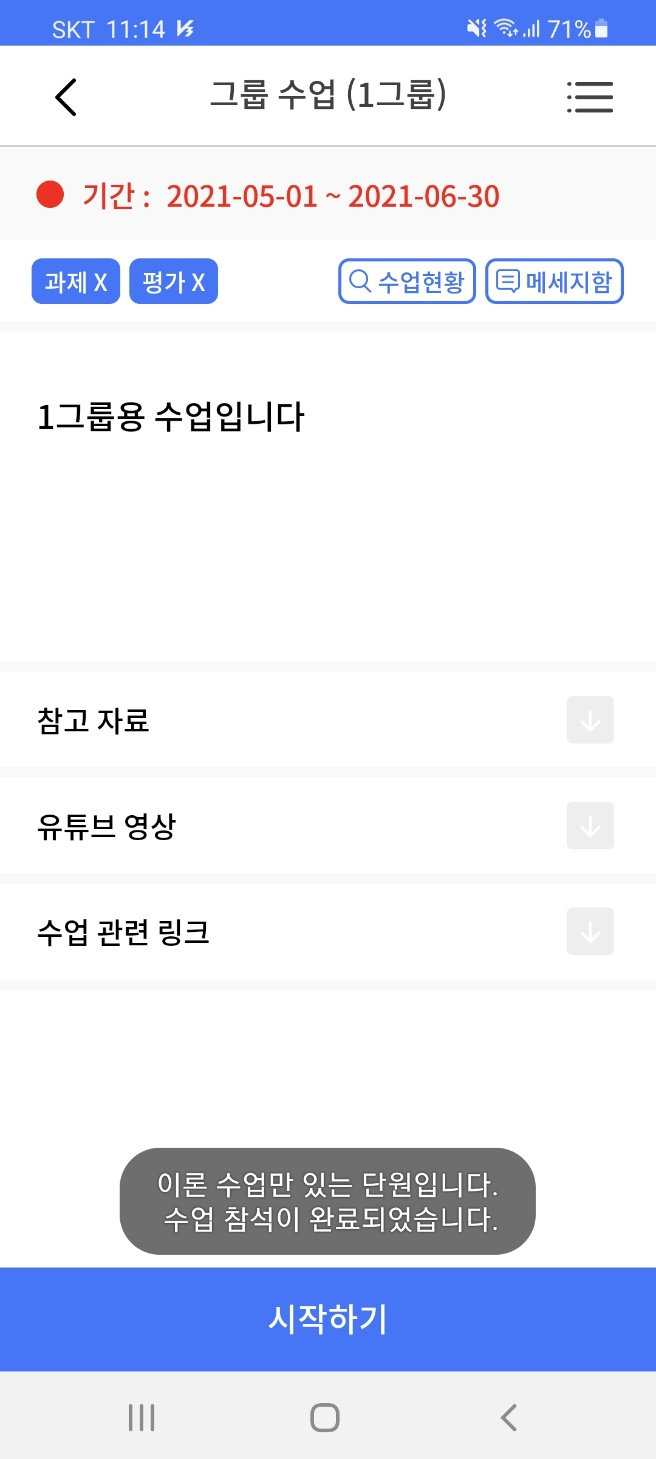 SKT 11:14
71%
그룹 수업 (1그룹)
기간 : 2021-05-01 ~ 2021-06-30
과제 X 평가 X 수업현황 메세지함
1그룹용 수업입니다
참고 자료
유튜브 영상
수업 관련 링크
이론 수업만 있는 단원입니다.
수업 참석이 완료되었습니다.
시작하기